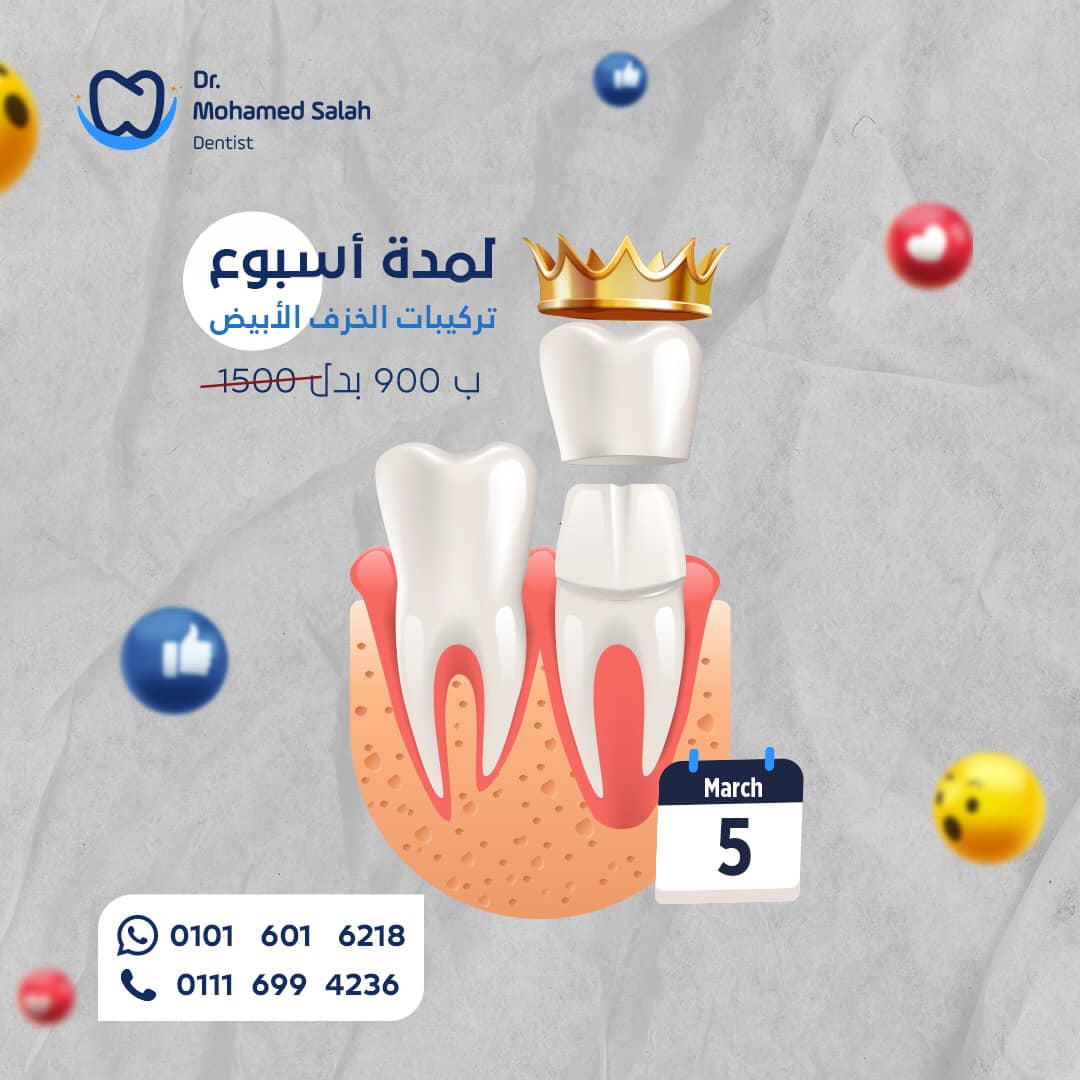 Dr.
Mohamed Salah
Dentist
لمدة أسبوع
تركيبات الخزف الأبيض
ب 900 بدل 1500
March
5
0101 601 6218
0111 699 4236